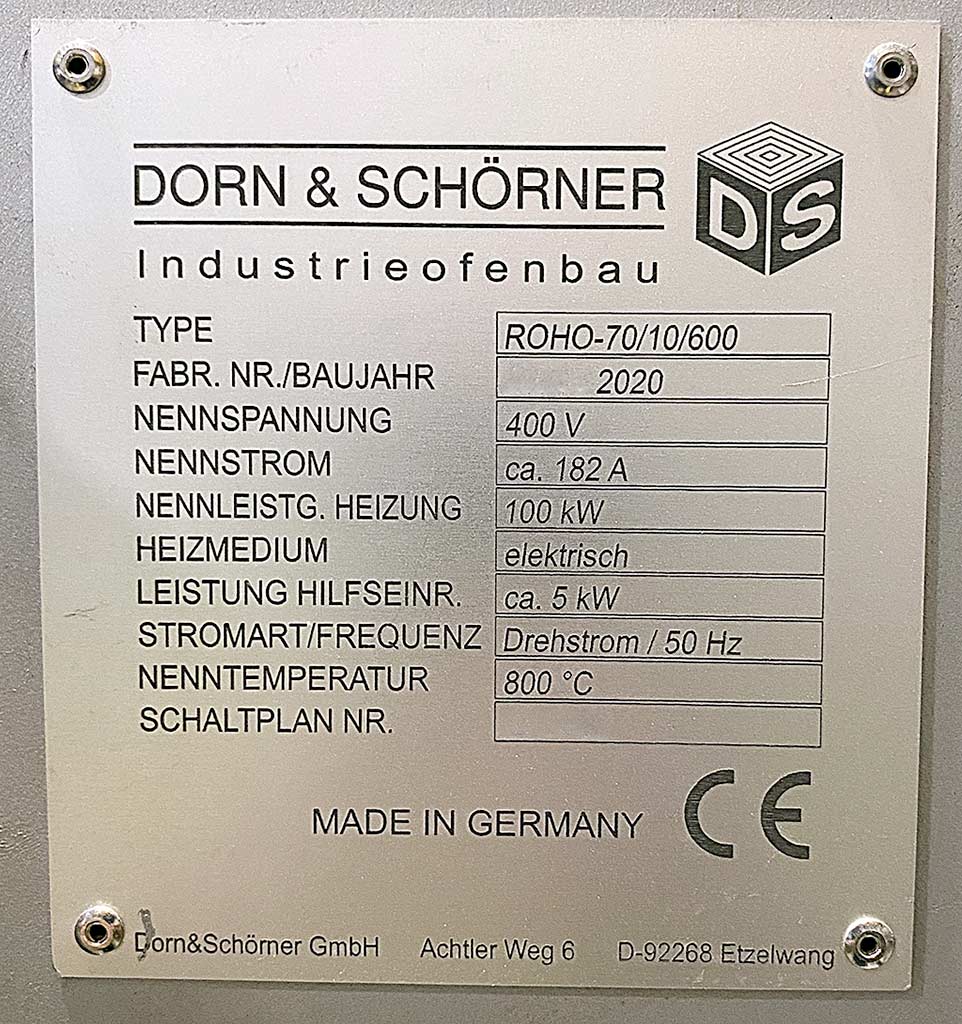 DORN & SCHÖRNER
DS
Industrieofenbau
TYPE ROHO-70/10/600
FABR. NR./BAUJAHR 2020
NENNSPANNUNG 400 V
NENNSTROM ca. 182 A
NENNLEISTG. HEIZUNG 100 kW
HEIZMEDIUM elektrisch
LEISTUNG HILFSEINR. ca. 5 kW
STROMART/FREQUENZ Drehstrom / 50 Hz
NENNTEMPERATUR 800 °C
SCHALTPLAN NR.
MADE IN GERMANY CE
Dorn&Schörner GmbH Achtler Weg 6 D-92268 Etzelwang